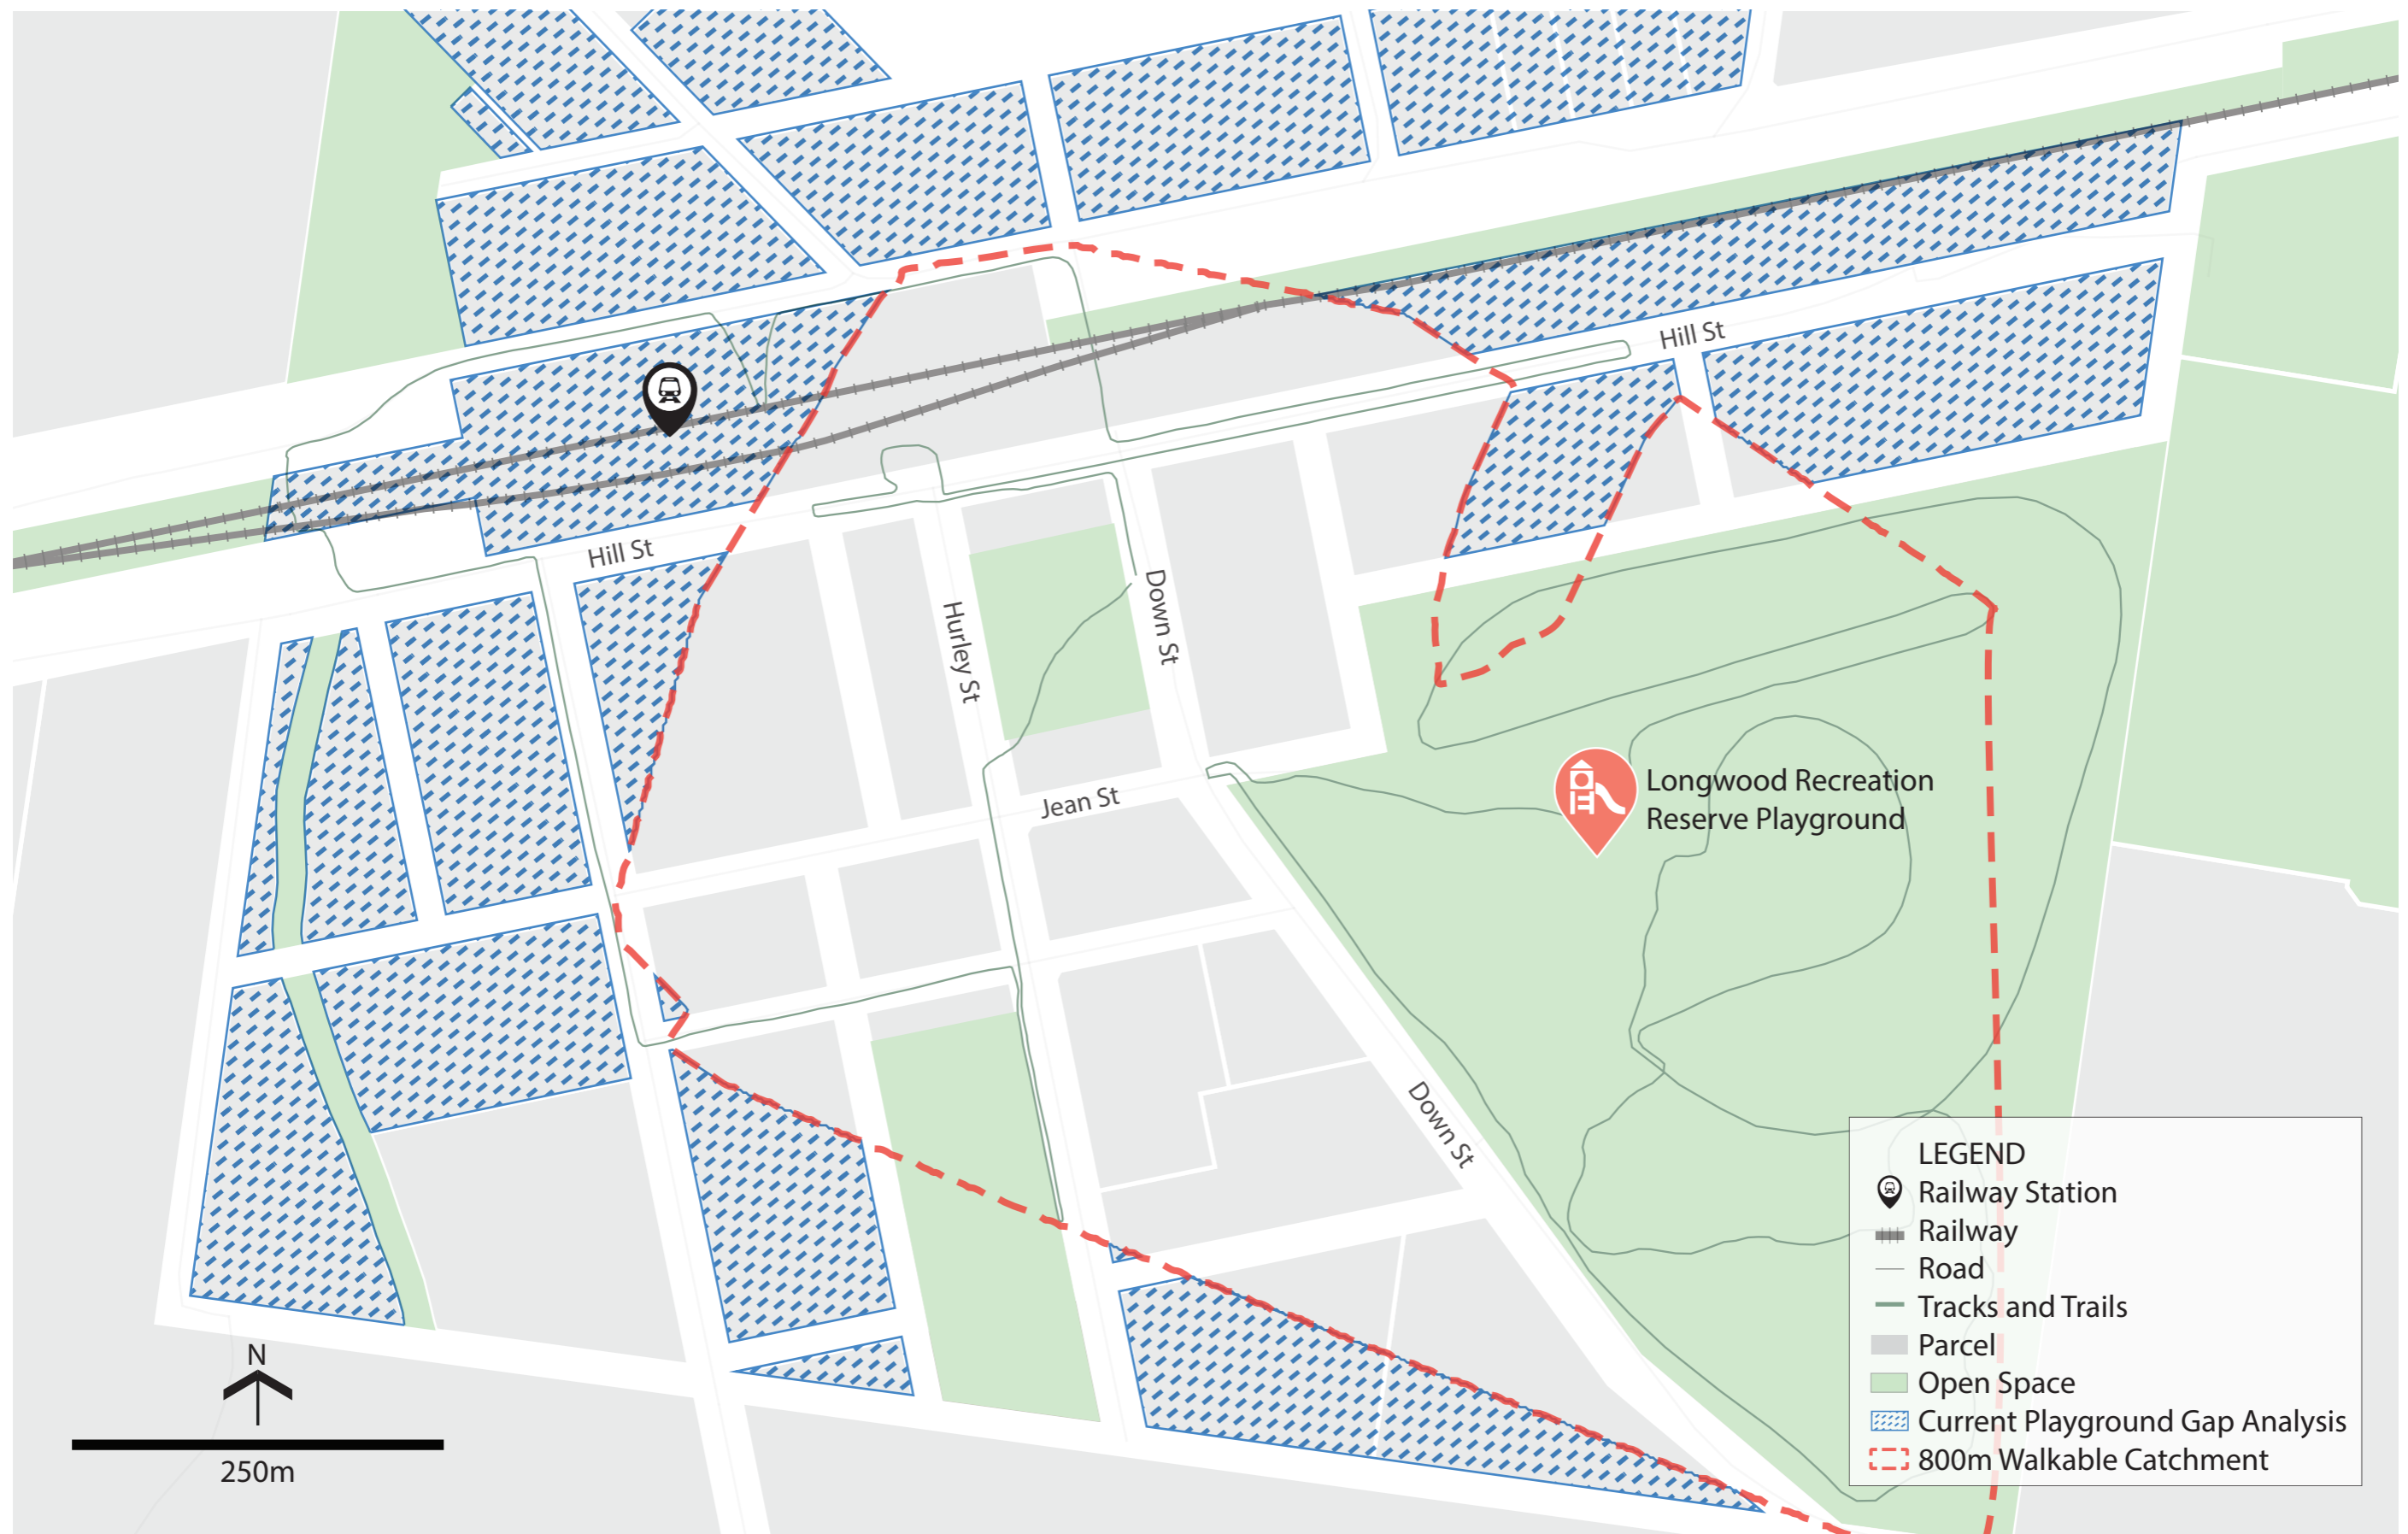 Hill St
Hill St
Hurley St
Down St
Jean St
Longwood Recreation
Reserve Playground
Down St
N
250m
LEGEND
Railway Station
Railway
Road
Tracks and Trails
Parcel
Open Space
Current Playground Gap Analysis
800m Walkable Catchment